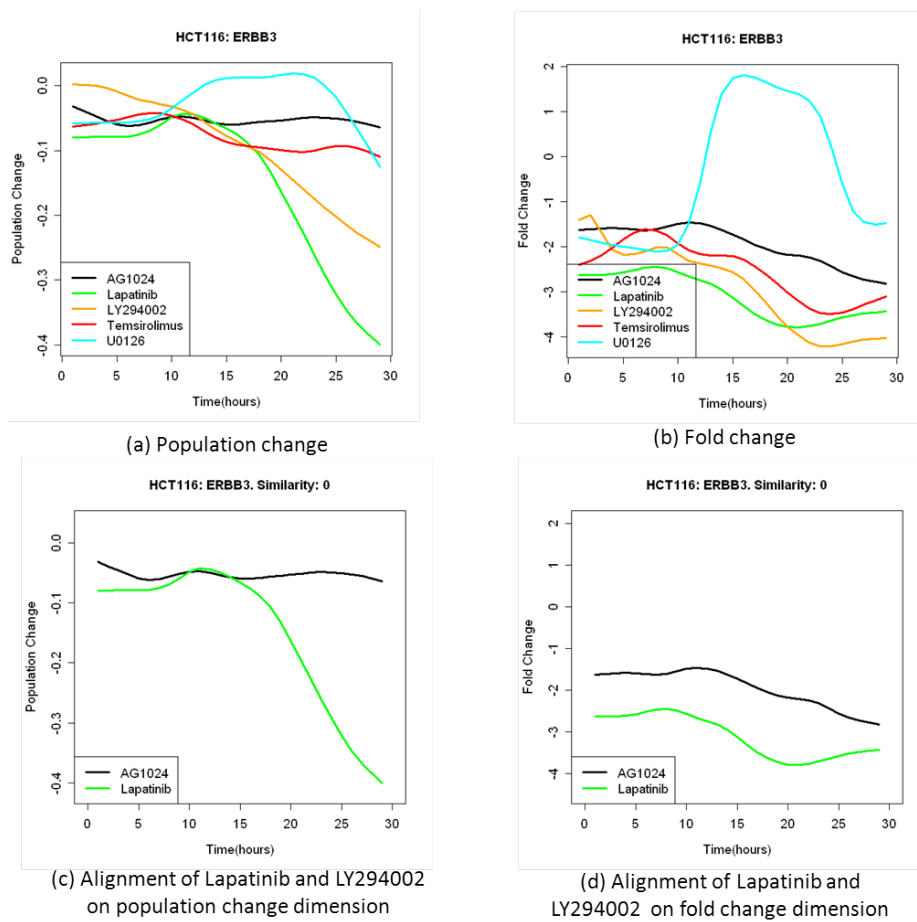 HCT116: ERBB3
Population Change
0.0
-0.1
-0.2
-0.3
-0.4
AG1024
Lapatinib
LY294002
Temsirolimus
U0126
0 5 10 15 20 25 30
Time(hours)
(a) Population change
HCT116: ERBB3
Fold Change
2
1
0
-1
-2
-3
-4
AG1024
Lapatinib
LY294002
Temsirolimus
U0126
0 5 10 15 20 25 30
Time(hours)
(b) Fold change
HCT116: ERBB3. Similarity: 0
Population Change
0.0
-0.1
-0.2
-0.3
-0.4
AG1024
Lapatinib
0 5 10 15 20 25 30
Time(hours)
(c) Alignment of Lapatinib and LY294002
on population change dimension
HCT116: ERBB3. Similarity: 0
Fold Change
2
1
0
-1
-2
-3
-4
AG1024
Lapatinib
0 5 10 15 20 25 30
Time(hours)
(d) Alignment of Lapatinib and
LY294002 on fold change dimension